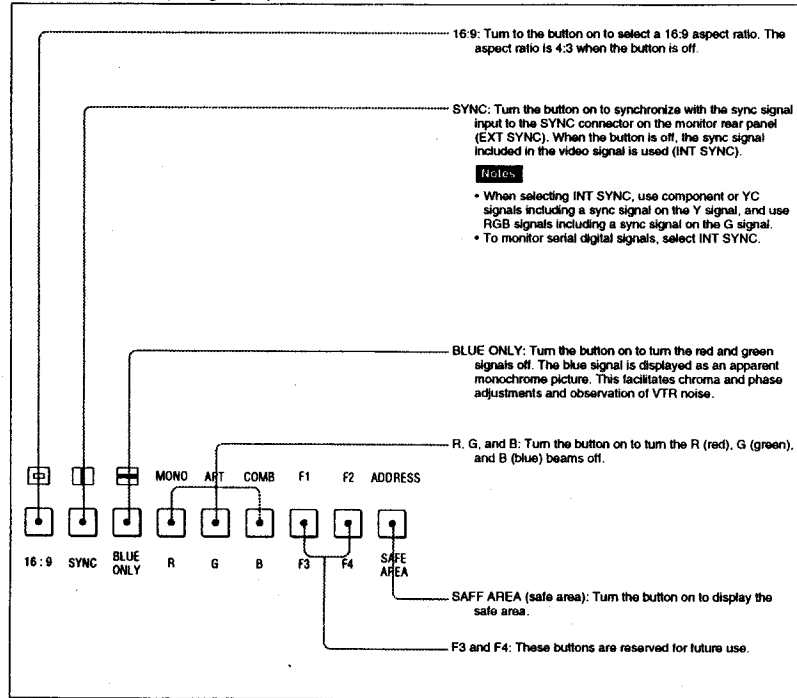 16:9: Turn to the button on to select a 16:9 aspect ratio. The
aspect ratio is 4:3 when the button is off.
SYNC: Turn the button on to synchronize with the sync signal
input to the SYNC connector on the monitor rear panel
(EXT SYNC). When the button is off, the sync signal
included in the video signal is used (INT SYNC).
Notes
• When selecting INT SYNC, use component or YC
signals including a sync signal on the Y signal, and use
RGB signals including a sync signal on the G signal.
• To monitor serial digital signals, select INT SYNC.
BLUE ONLY: Turn the button on to turn the red and green
signals off. The blue signal is displayed as an apparent
monochrome picture. This facilitates chroma and phase
adjustments and observation of VTR noise.
R, G, and B: Turn the button on to turn the R (red), G (green),
and B (blue) beams off.
MONO APT COMB F1 F2 ADDRESS
16:9 SYNC BLUE ONLY R G B F3 F4 SAFE AREA
SAFF AREA (safe area): Turn the button on to display the
safe area.
F3 and F4: These buttons are reserved for future use.